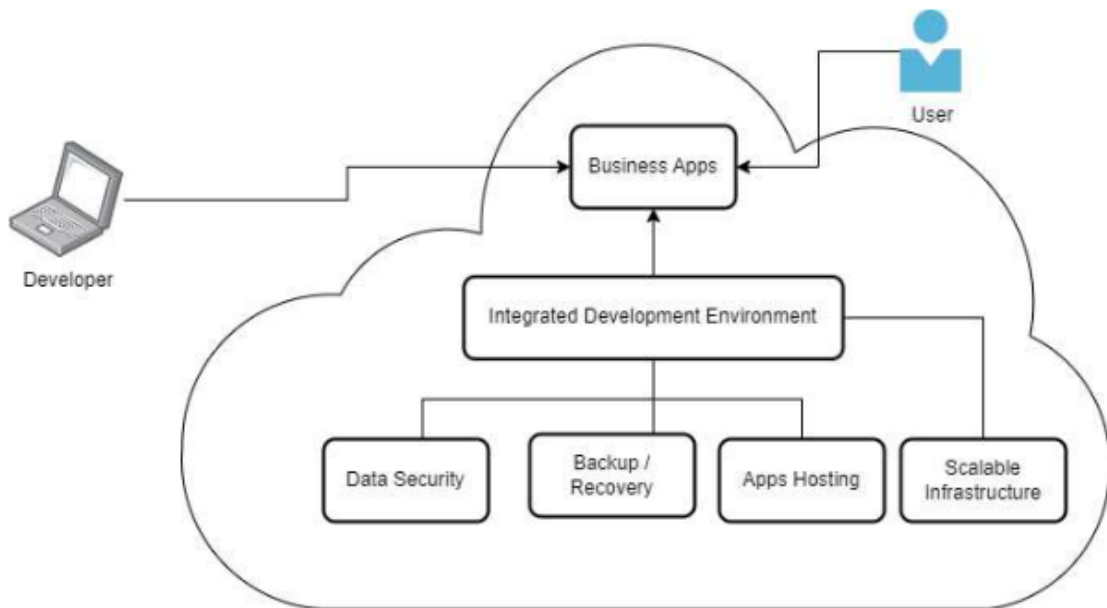 User
Business Apps
Developer
Integrated Development Environment
Data Security
Backup /
Recovery
Apps Hosting
Scalable
Infrastructure